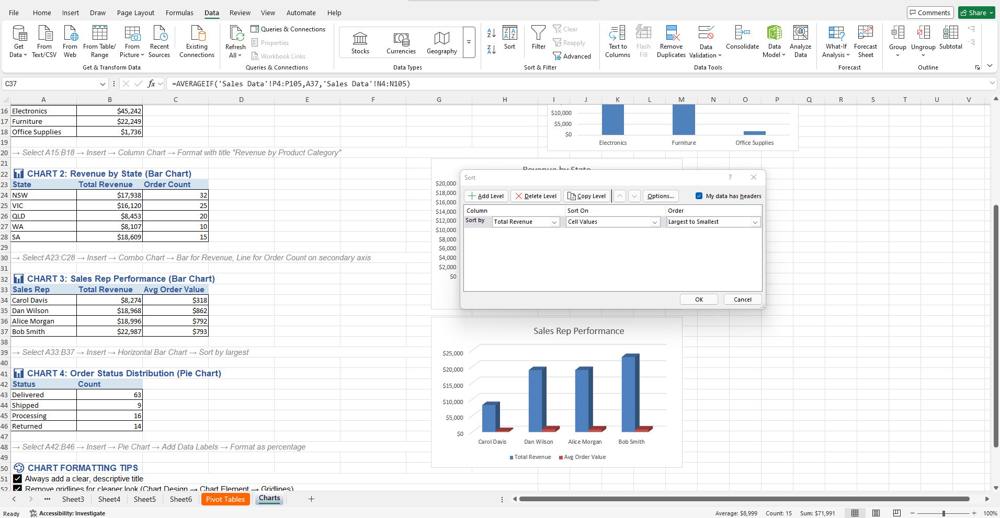 File Home Insert Draw Page Layout Formulas Data Review View Automate Help Comments Share
Get Data From Text/CSV From Web From Table/ Range From Picture Recent Sources Existing Connections
Get & Transform Data
Refresh All Queries & Connections Properties Workbook Links
Queries & Connections
Stocks Currencies Geography
Data Types
Sort Filter Clear Reapply Advanced
Sort & Filter
Text to Columns Flash Fill Remove Duplicates Data Validation Consolidate Data Model Analyze Data
Data Tools
What-If Analysis Forecast Sheet
Forecast
Group Ungroup Subtotal
Outline
C37 fx =AVERAGEIF('Sales Data'!P4:P105,A37,'Sales Data'!N4:N105)
A B C D E F G H I J K L M N O P Q R S T U V
16 Electronics $45,242
17 Furniture $22,249
18 Office Supplies $1,736
19
20 → Select A15:B18 → Insert → Column Chart → Format with title "Revenue by Product Category"
21
22 CHART 2: Revenue by State (Bar Chart)
23 State Total Revenue Order Count
24 NSW $17,938 32
25 VIC $16,120 25
26 QLD $8,453 20
27 WA $8,107 10
28 SA $18,609 15
29
30 → Select A23:C28 → Insert → Combo Chart → Bar for Revenue, Line for Order Count on secondary axis
31
32 CHART 3: Sales Rep Performance (Bar Chart)
33 Sales Rep Total Revenue Avg Order Value
34 Carol Davis $8,274 $318
35 Dan Wilson $18,968 $862
36 Alice Morgan $18,996 $792
37 Bob Smith $22,987 $793
38
39 → Select A33:B37 → Insert → Horizontal Bar Chart → Sort by largest
40
41 CHART 4: Order Status Distribution (Pie Chart)
42 Status Count
43 Delivered 63
44 Shipped 9
45 Processing 16
46 Returned 14
47
48 → Select A42:B46 → Insert → Pie Chart → Add Data Labels → Format as percentage
49
50 CHART FORMATTING TIPS
51 Always add a clear, descriptive title
52 Remove gridlines for cleaner look (Chart Design → Chart Element → Gridlines)
$10,000
$5,000
$0
Electronics Furniture Office Supplies
Revenue by State
$20,000
$18,000
$16,000
$14,000
$12,000
$10,000
$8,000
$6,000
$4,000
$2,000
$0
Sort ?
Add Level Delete Level Copy Level Options... My data has headers
Column Sort On Order
Sort by Total Revenue Cell Values Largest to Smallest
OK Cancel
Sales Rep Performance
$25,000
$20,000
$15,000
$10,000
$5,000
$0
Carol Davis Dan Wilson Alice Morgan Bob Smith
Total Revenue Avg Order Value
Sheet3 Sheet4 Sheet5 Sheet6 Pivot Tables Charts
Ready Accessibility: Investigate Average: $8,999 Count: 15 Sum: $71,991 100%